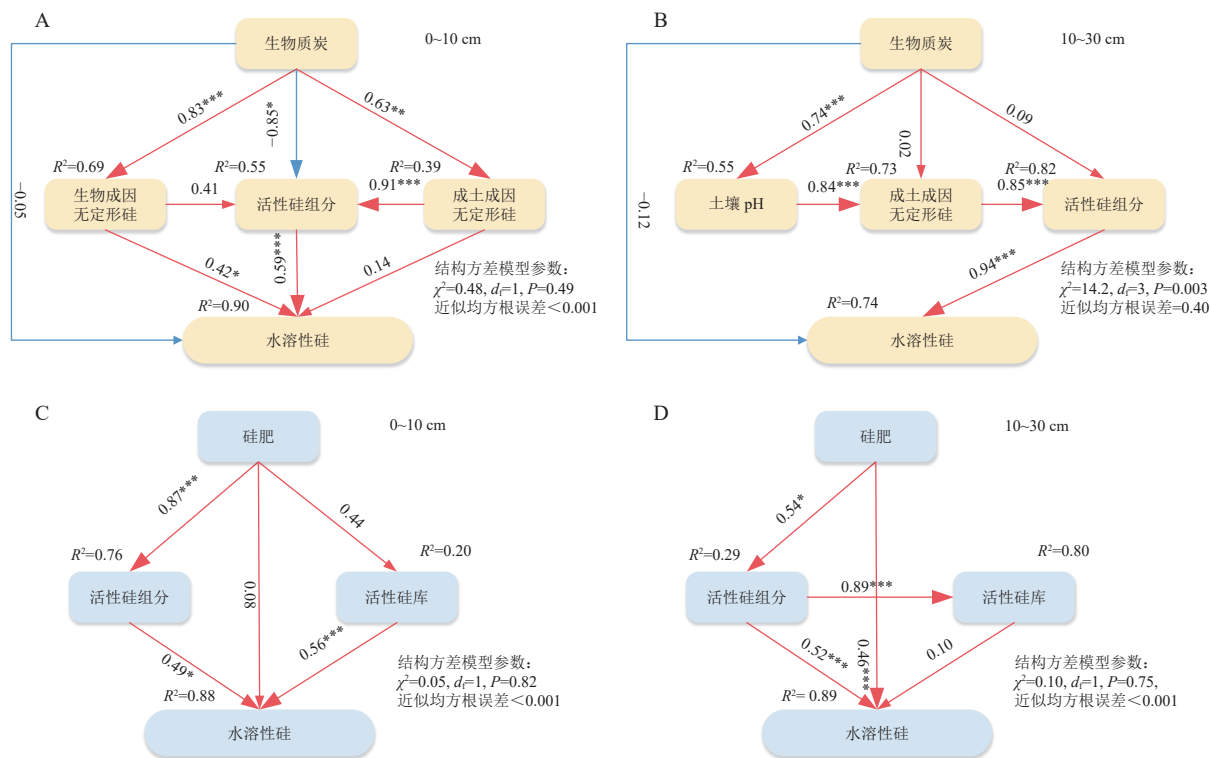 A
0~10 cm
生物质炭
0.83***
−0.85*
0.63**
R²=0.69
R²=0.55
R²=0.39
生物成因
无定形硅
0.41
活性硅组分
0.91***
成土成因
无定形硅
−0.05
0.42*
0.59***
0.14
R²=0.90
水溶性硅
结构方差模型参数：
χ²=0.48, df=1, P=0.49
近似均方根误差＜0.001
B
10~30 cm
生物质炭
0.74***
0.02
0.09
R²=0.55
R²=0.73
R²=0.82
土壤 pH
0.84***
成土成因
无定形硅
0.85***
活性硅组分
−0.12
0.94***
R²=0.74
水溶性硅
结构方差模型参数：
χ²=14.2, df=3, P=0.003
近似均方根误差=0.40
C
0~10 cm
硅肥
0.87***
0.44
R²=0.76
R²=0.20
活性硅组分
0.08
活性硅库
0.49*
0.56***
R²=0.88
水溶性硅
结构方差模型参数：
χ²=0.05, df=1, P=0.82
近似均方根误差＜0.001
D
10~30 cm
硅肥
0.54*
R²=0.29
R²=0.80
活性硅组分
0.89***
活性硅库
0.52***
0.46***
0.10
R²= 0.89
水溶性硅
结构方差模型参数：
χ²=0.10, df=1, P=0.75,
近似均方根误差＜0.001